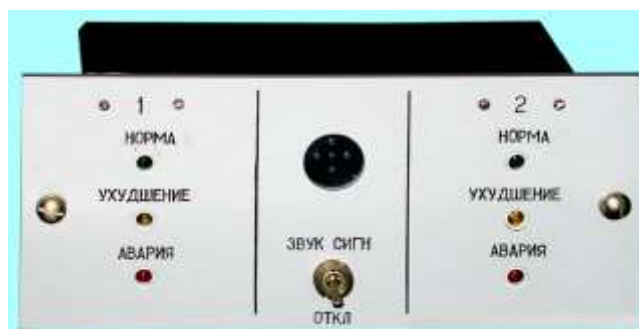 1
НОРМА
УХУДШЕНИЕ
АВАРИЯ
ЗВУК СИГН
ОТКЛ
2
НОРМА
УХУДШЕНИЕ
АВАРИЯ